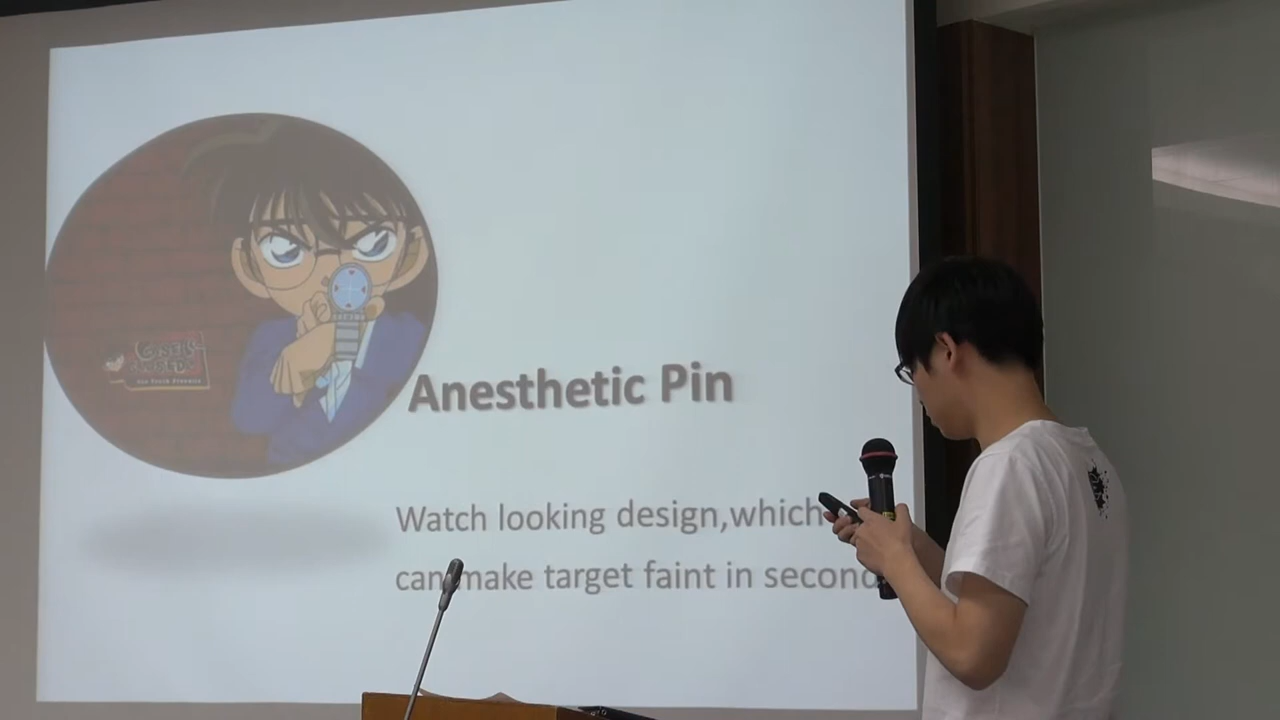 Anesthetic Pin
Watch looking design,which
can make target faint in second